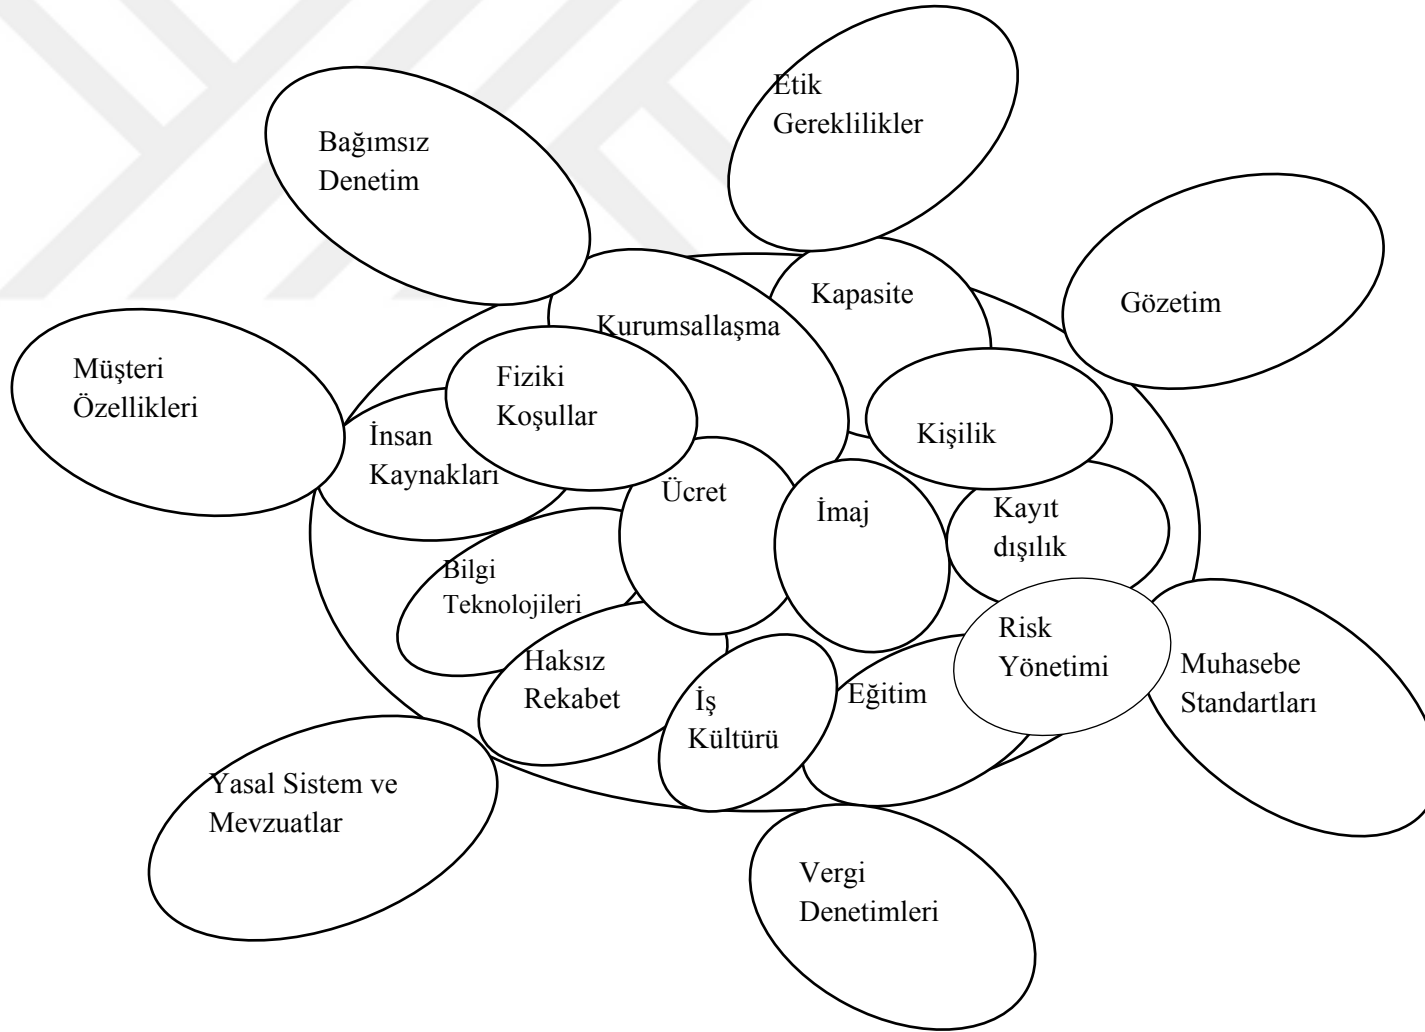 Etik
Gereklilikler
Bağımsız
Denetim
Kapasite
Gözetim
Kurumsallaşma
Müşteri
Özellikleri
Fiziki
Koşullar
İnsan
Kaynakları
Kişilik
Ücret
İmaj
Kayıt
dışılık
Bilgi
Teknolojileri
Haksız
Rekabet
İş
Kültürü
Eğitim
Risk
Yönetimi
Muhasebe
Standartları
Yasal Sistem ve
Mevzuatlar
Vergi
Denetimleri